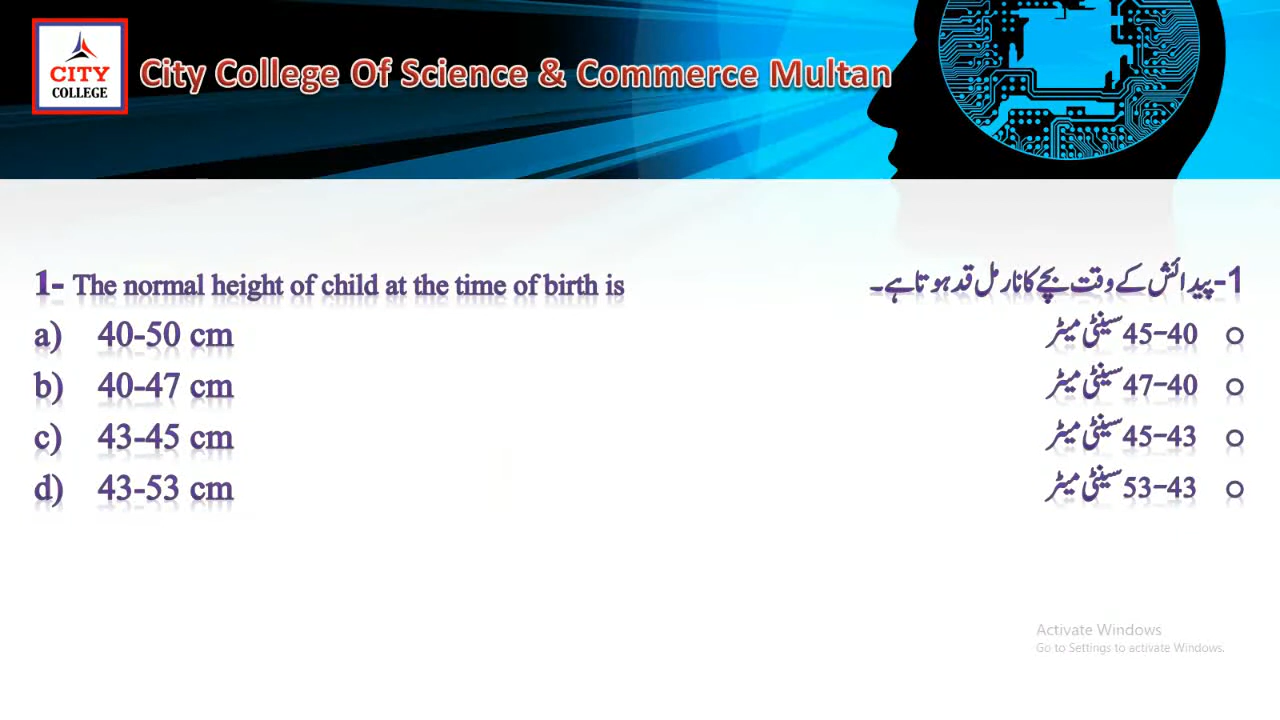 CITY
COLLEGE
City College Of Science & Commerce Multan
1- The normal height of child at the time of birth is
a) 40-50 cm
b) 40-47 cm
c) 43-45 cm
d) 43-53 cm
1-پیدائش کے وقت بچے کا نارمل قد ہوتا ہے۔
○ 40-45 سینٹی میٹر
○ 40-47 سینٹی میٹر
○ 43-45 سینٹی میٹر
○ 43-53 سینٹی میٹر
Activate Windows
Go to Settings to activate Windows.